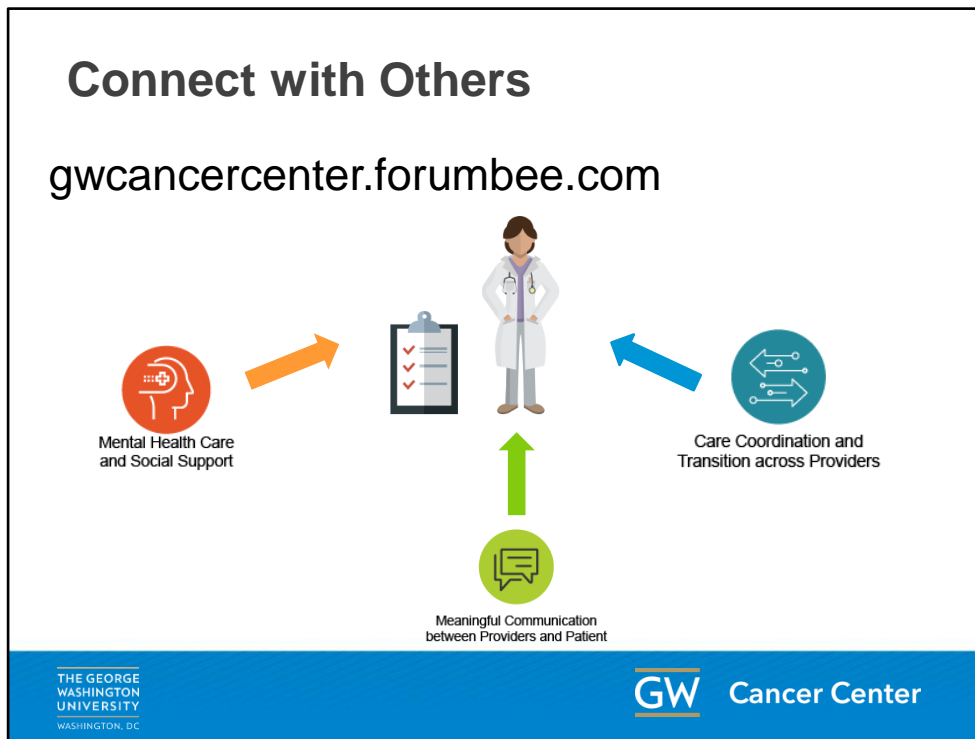 Connect with Others
gwcancercenter.forumbee.com
Mental Health Care
and Social Support
Care Coordination and
Transition across Providers
Meaningful Communication
between Providers and Patient
THE GEORGE
WASHINGTON
UNIVERSITY
WASHINGTON, DC
GW Cancer Center